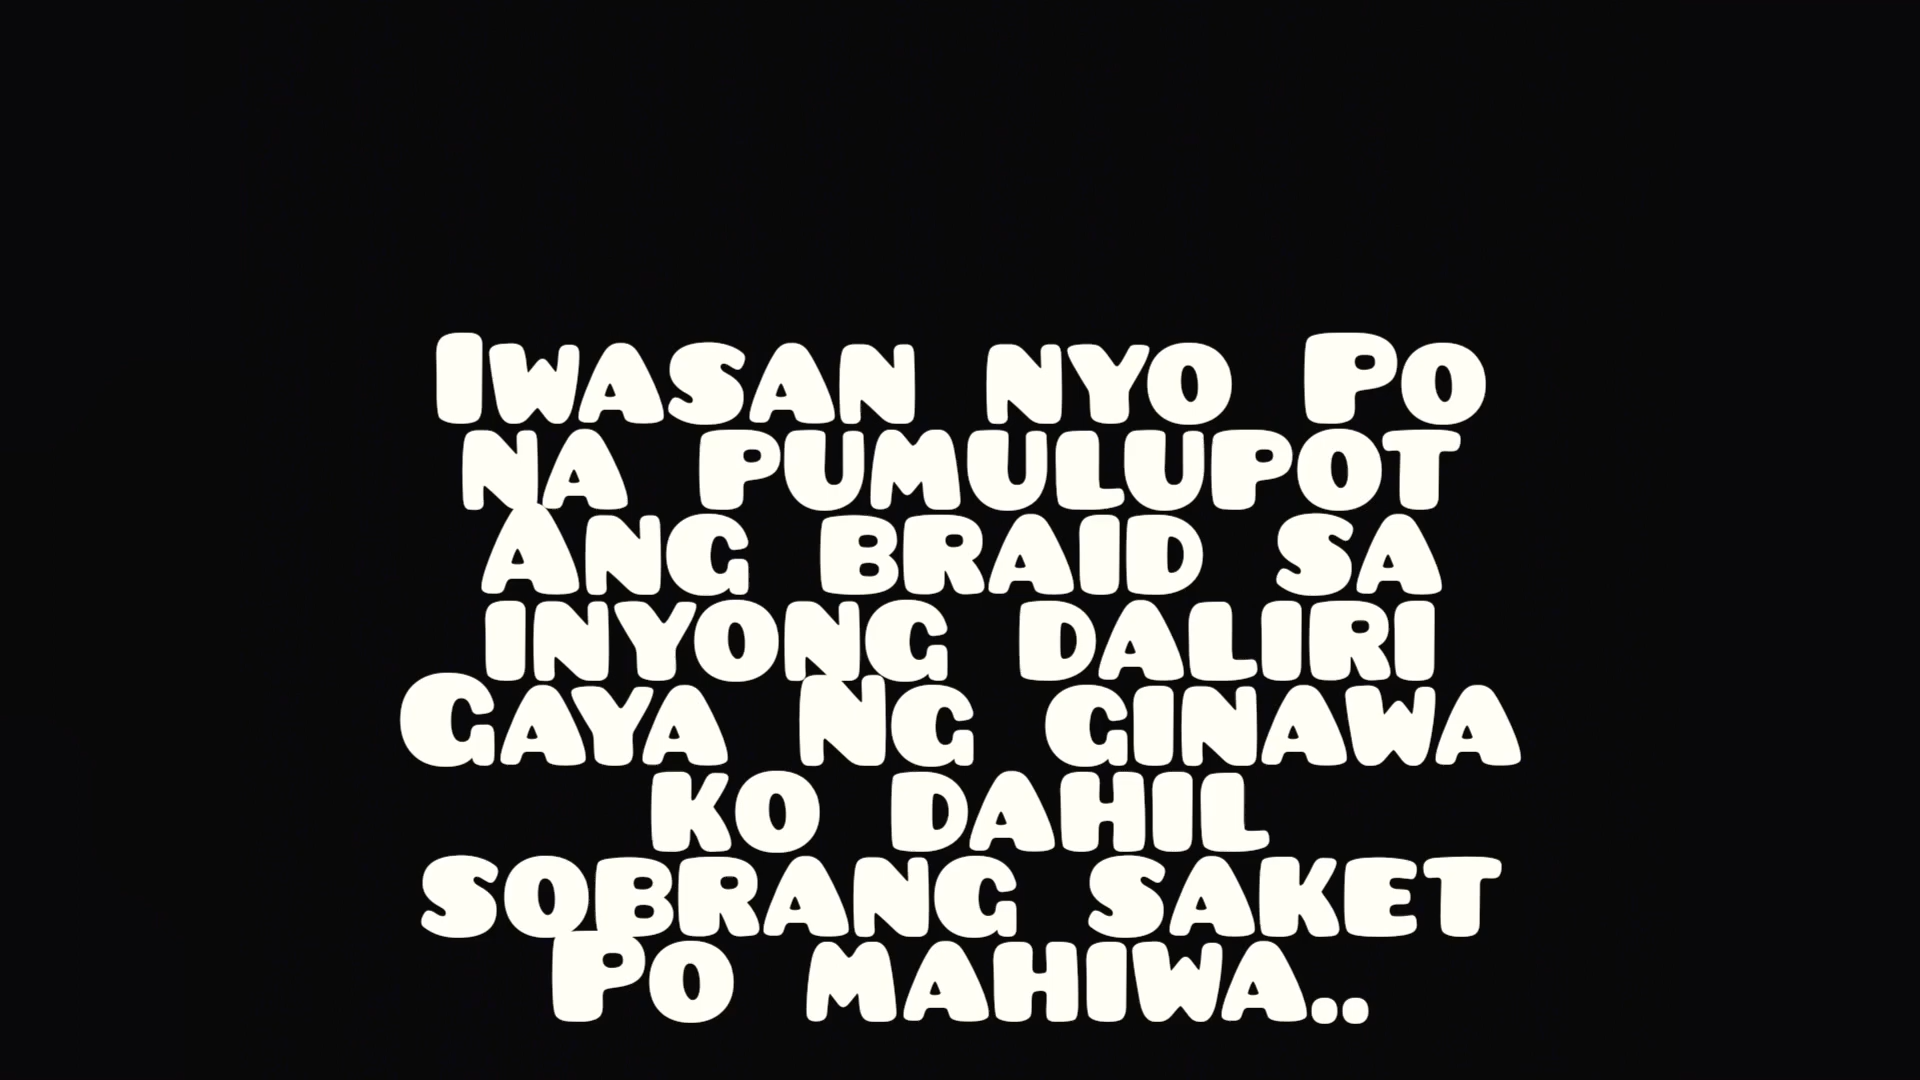 Iwasan nyo Po
na pumulupot
Ang braid sa
inyong daliri
Gaya Ng ginawa
ko dahil
sobrang saket
Po mahiwa..